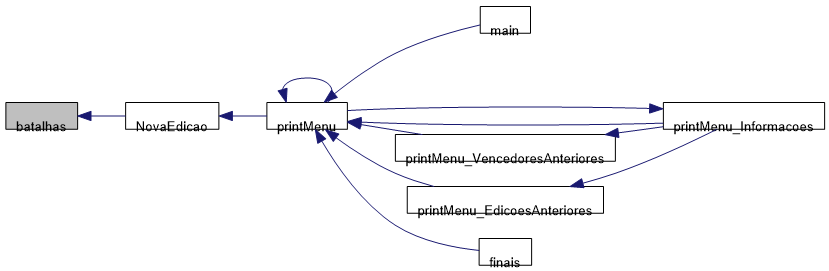 main
batalhas
NovaEdicao
printMenu
printMenu_Informacoes
printMenu_VencedoresAnteriores
printMenu_EdicoesAnteriores
finais